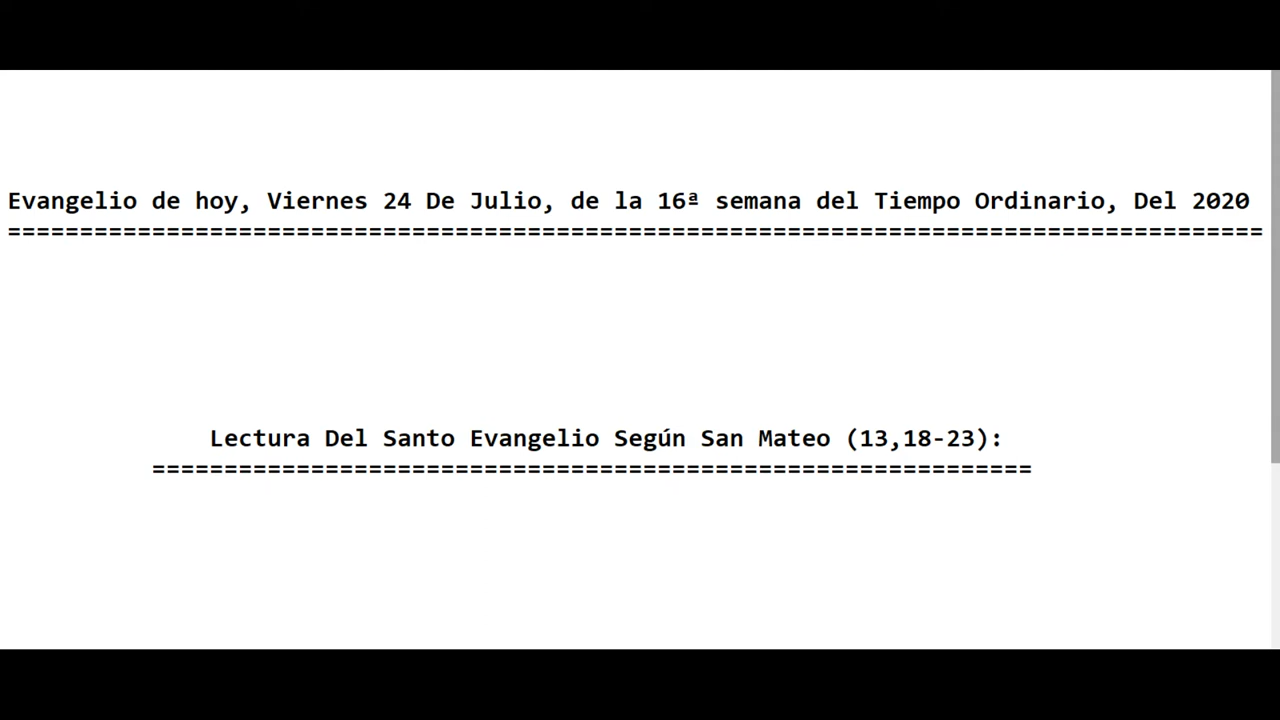 Evangelio de hoy, Viernes 24 De Julio, de la 16ª semana del Tiempo Ordinario, Del 2020
=======================================================================================
Lectura Del Santo Evangelio Según San Mateo (13,18-23):
=============================================================